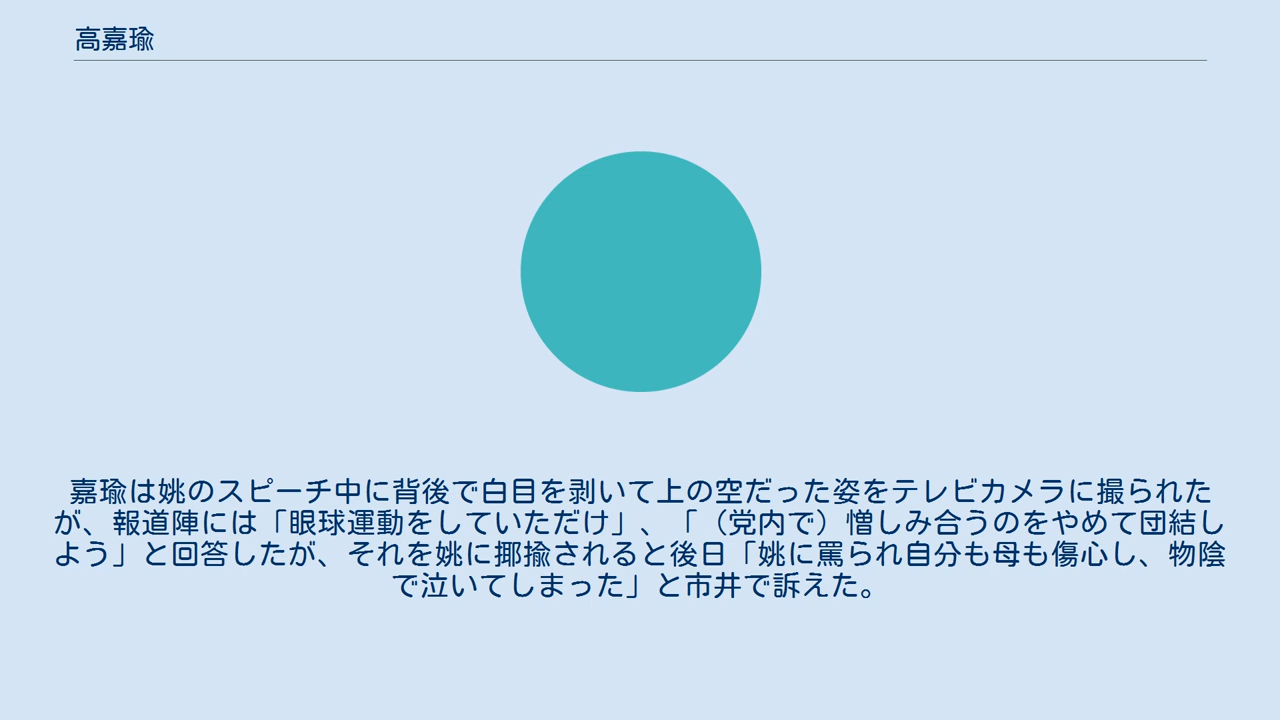 高嘉瑜
嘉瑜は姚のスピーチ中に背後で白目を剥いて上の空だった姿をテレビカメラに撮られた
が、報道陣には「眼球運動をしていただけ」、「（党内で）憎しみ合うのをやめて団結し
よう」と回答したが、それを姚に揶揄されると後日「姚に罵られ自分も母も傷心し、物陰
で泣いてしまった」と市井で訴えた。